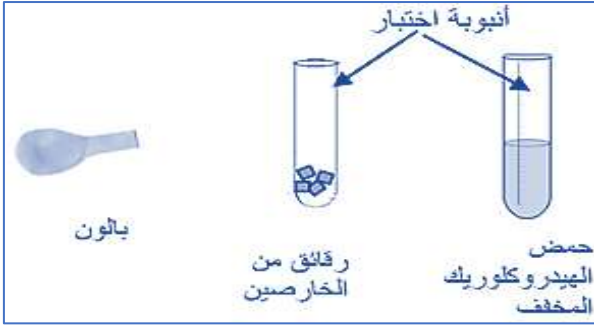 أنبوبة اختبار
حمض
الهيدروكلوريك
المخفف
رقائق من
الخارصين
بالون